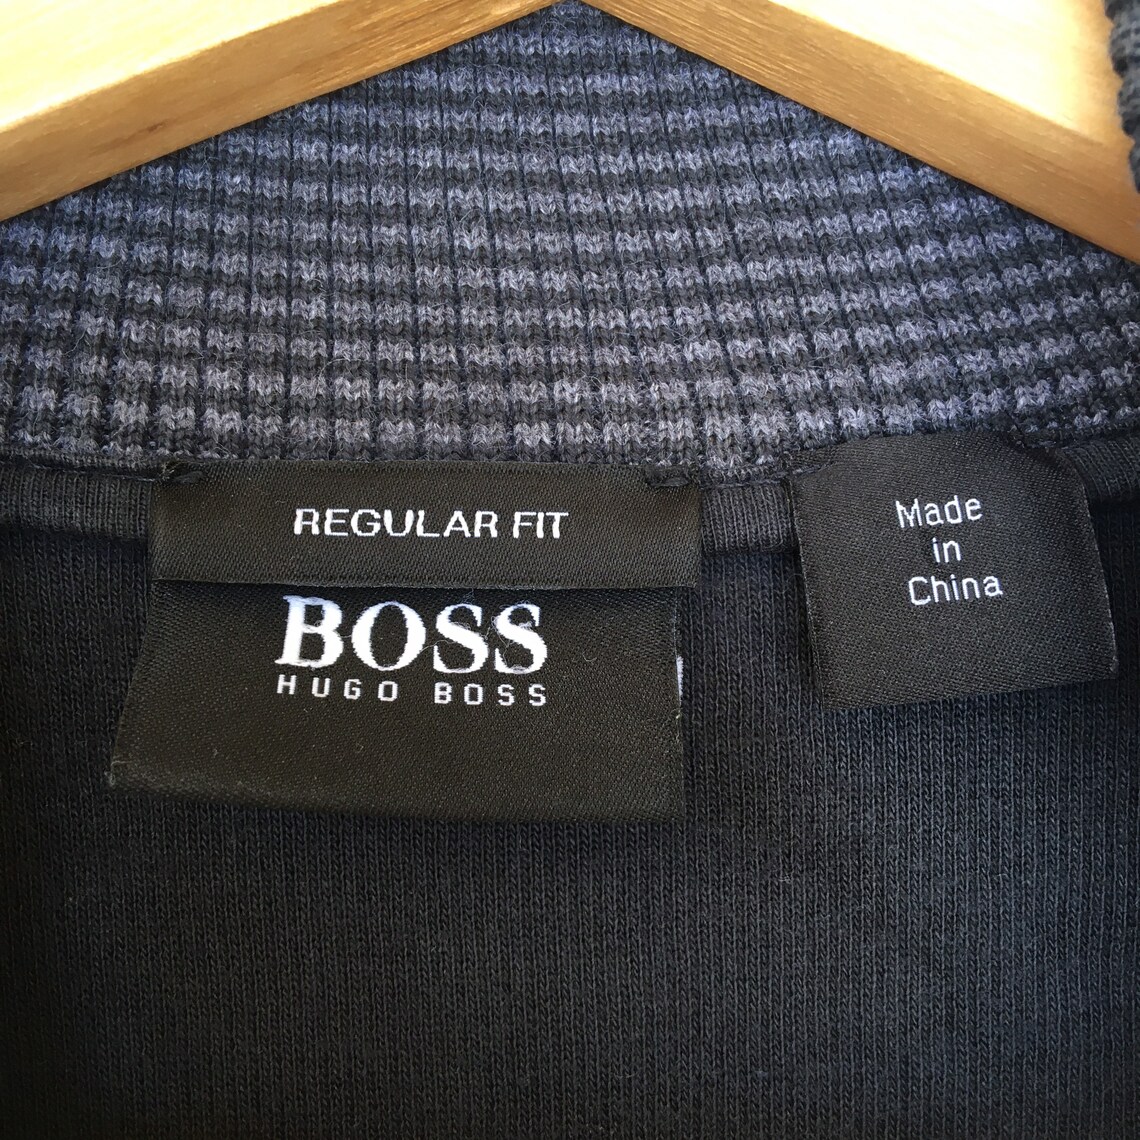 REGULAR FIT
BOSS
HUGO BOSS
Made
in
China